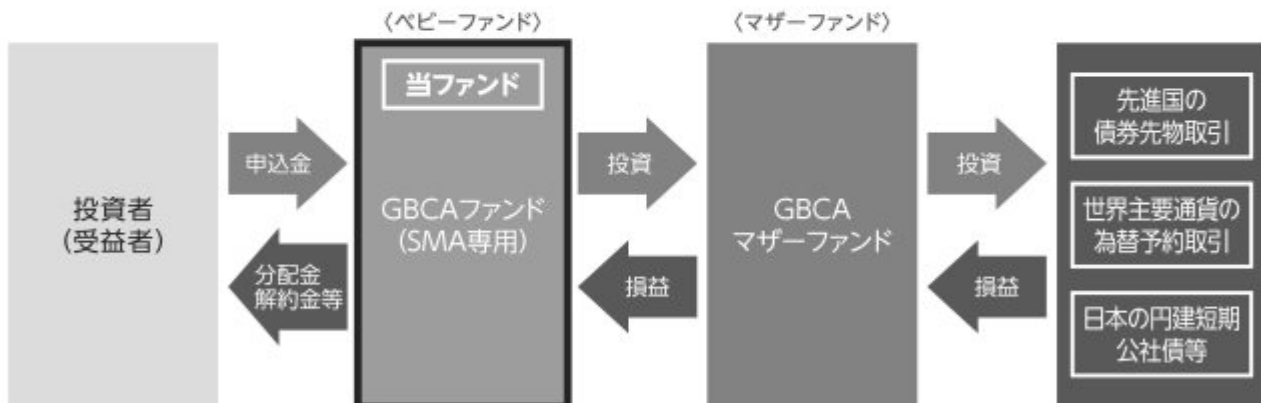 〈ベビーファンド〉
〈マザーファンド〉
投資者
(受益者)
申込金
分配金
解約金等
当ファンド
GBCAファンド
(SMA専用)
投資
損益
GBCA
マザーファンド
投資
損益
先進国の
債券先物取引
世界主要通貨の
為替予約取引
日本の円建短期
公社債等